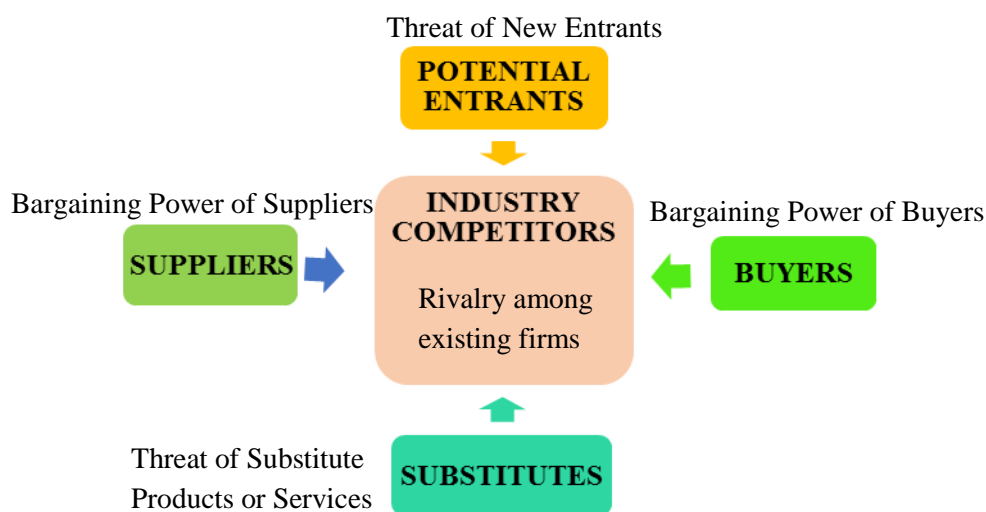 Threat of New Entrants
POTENTIAL
ENTRANTS
Bargaining Power of Suppliers
SUPPLIERS
INDUSTRY
COMPETITORS
Rivalry among
existing firms
Bargaining Power of Buyers
BUYERS
Threat of Substitute
Products or Services
SUBSTITUTES